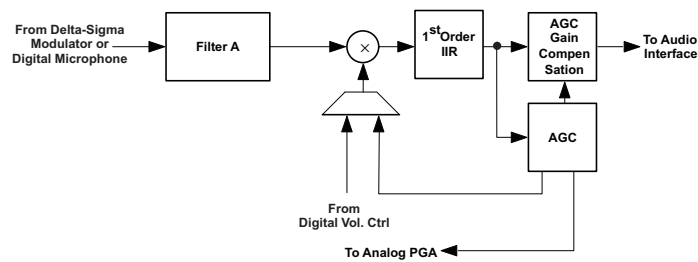 From Delta-Sigma
Modulator or
Digital Microphone
Filter A
×
1st Order
IIR
AGC
Gain
Compen
Sation
To Audio
Interface
AGC
From
Digital Vol. Ctrl
To Analog PGA